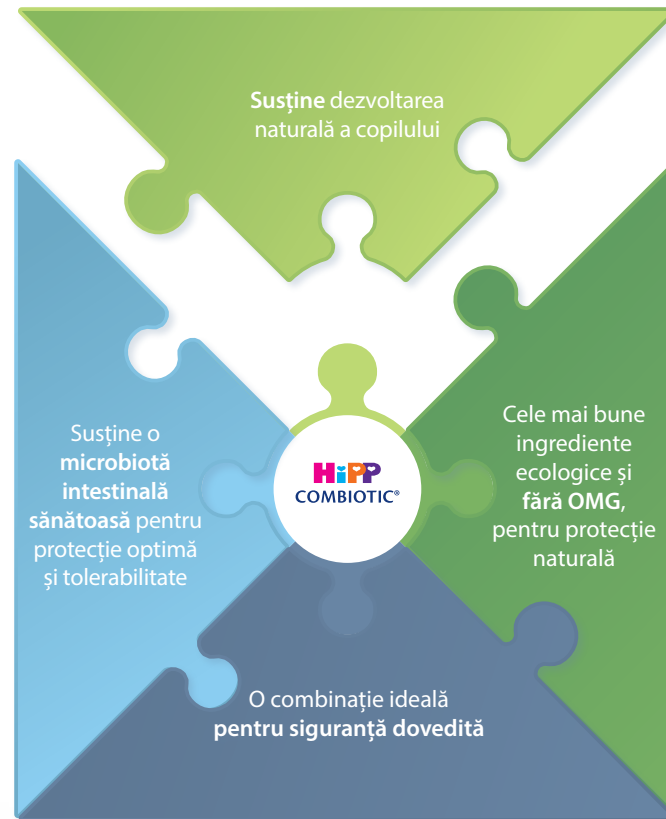 Susține dezvoltarea
naturală a copilului
Susține o
microbiotă
intestinală
sănătoasă pentru
protecție optimă
și tolerabilitate
HiPP
COMBIOTIC®
Cele mai bune
ingrediente
ecologice și
fără OMG,
pentru protecție
naturală
O combinație ideală
pentru siguranță dovedită